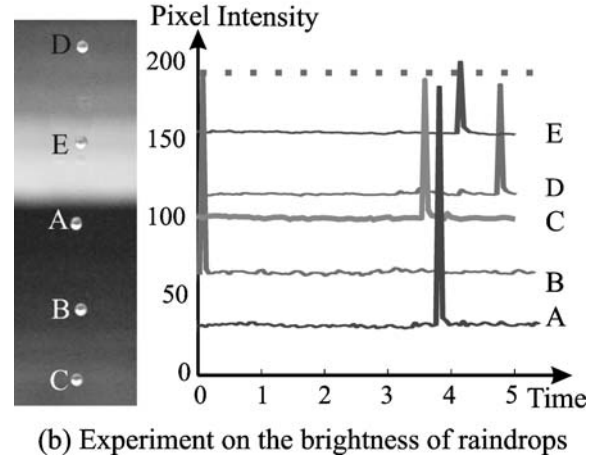 Pixel Intensity
D
E
A
B
C
200
150
100
50
0
E
D
C
B
A
0 1 2 3 4 5 Time
(b) Experiment on the brightness of raindrops